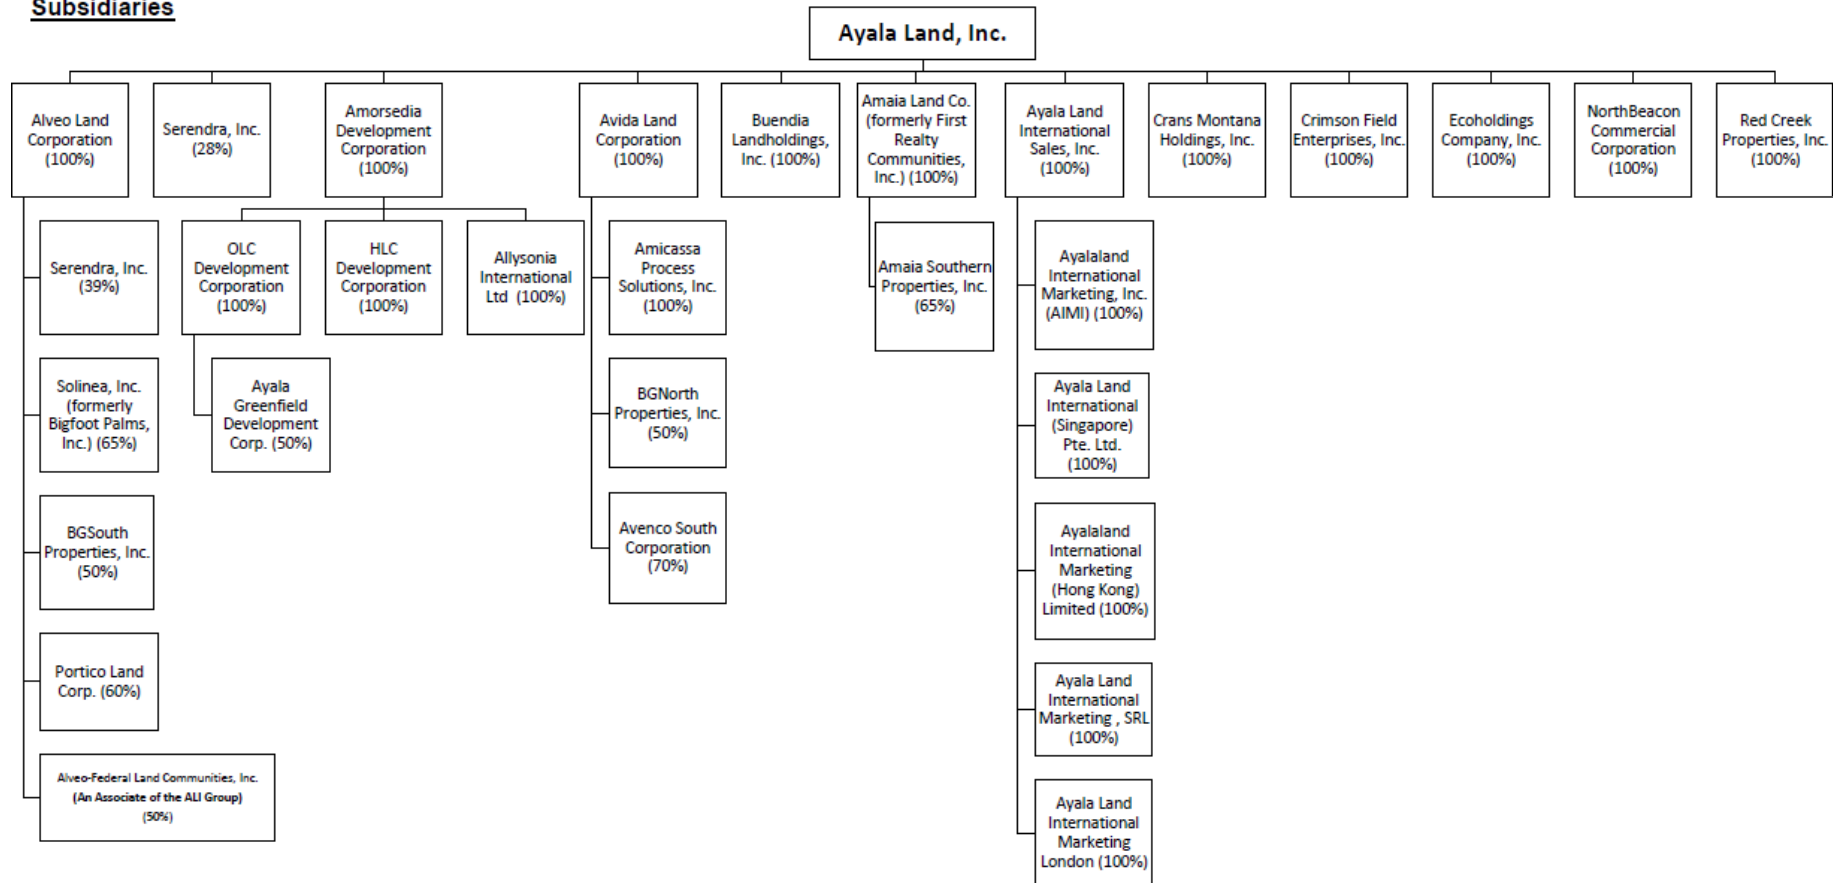 Subsidiaries
Ayala Land, Inc.
Alveo Land
Corporation
(100%)
Serendra, Inc.
(28%)
Amorsedia
Development
Corporation
(100%)
Avida Land
Corporation
(100%)
Buendia
Landholdings,
Inc. (100%)
Amaia Land Co.
(formerly First
Realty
Communities,
Inc.) (100%)
Ayala Land
International
Sales, Inc.
(100%)
Crans Montana
Holdings, Inc.
(100%)
Crimson Field
Enterprises, Inc.
(100%)
Ecoholdings
Company, Inc.
(100%)
NorthBeacon
Commercial
Corporation
(100%)
Red Creek
Properties, Inc.
(100%)
Serendra, Inc.
(39%)
OLC
Development
Corporation
(100%)
HLC
Development
Corporation
(100%)
Allysonia
International
Ltd (100%)
Amicassa
Process
Solutions, Inc.
(100%)
Amaia Southern
Properties, Inc.
(65%)
Ayalaland
International
Marketing, Inc.
(AIMI) (100%)
Solinea, Inc.
(formerly
Bigfoot Palms,
Inc.) (65%)
Ayala
Greenfield
Development
Corp. (50%)
BGNorth
Properties, Inc.
(50%)
Ayala Land
International
(Singapore)
Pte. Ltd.
(100%)
BGSouth
Properties, Inc.
(50%)
Avenco South
Corporation
(70%)
Ayalaland
International
Marketing
(Hong Kong)
Limited (100%)
Portico Land
Corp. (60%)
Ayala Land
International
Marketing , SRL
(100%)
Alveo-Federal Land Communities, Inc.
(An Associate of the ALI Group)
(50%)
Ayala Land
International
Marketing
London (100%)